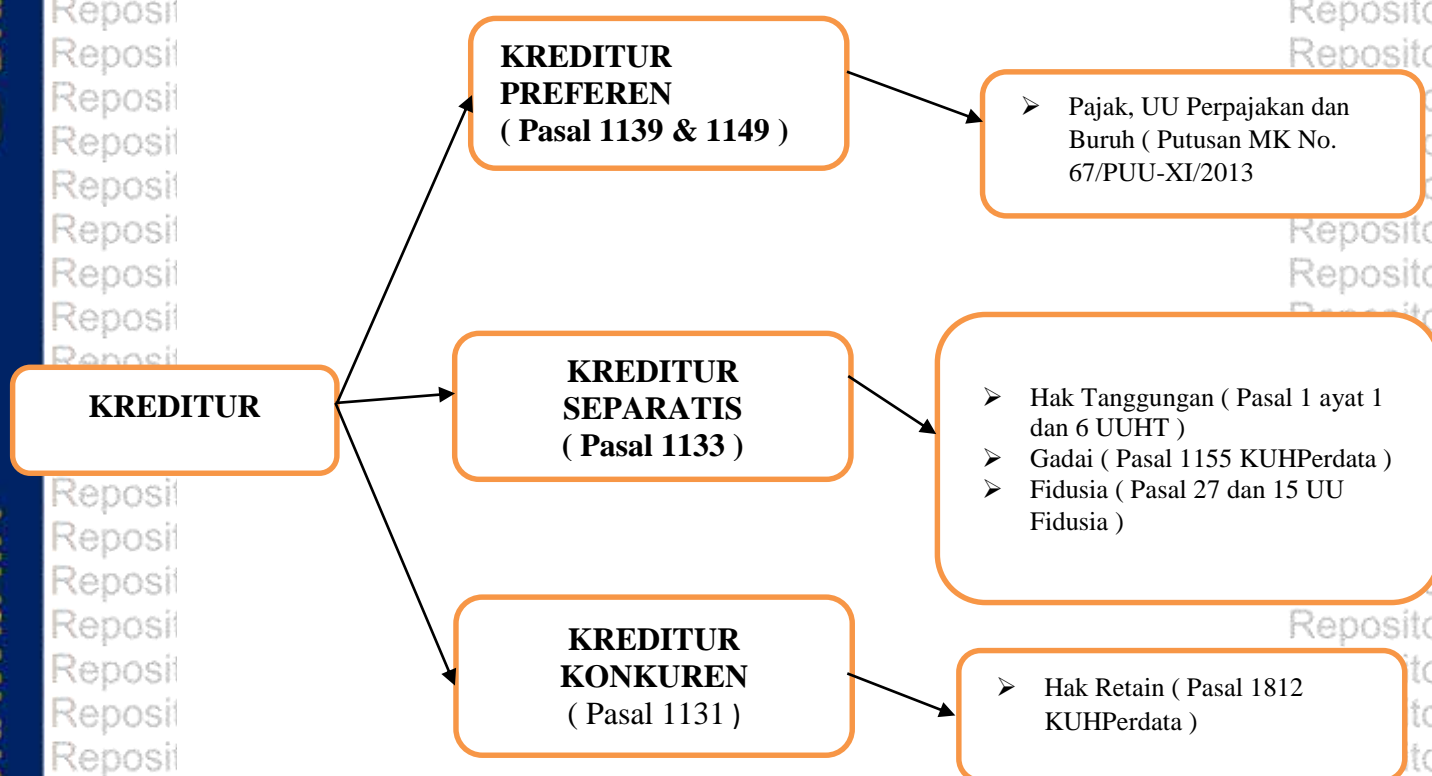 KREDITUR
KREDITUR
PREFEREN
( Pasal 1139 & 1149 )
➢ Pajak, UU Perpajakan dan
Buruh ( Putusan MK No.
67/PUU-XI/2013
KREDITUR
SEPARATIS
( Pasal 1133 )
➢ Hak Tanggungan ( Pasal 1 ayat 1
dan 6 UUHT )
➢ Gadai ( Pasal 1155 KUHPerdata )
➢ Fidusia ( Pasal 27 dan 15 UU
Fidusia )
KREDITUR
KONKUREN
( Pasal 1131 )
➢ Hak Retain ( Pasal 1812
KUHPerdata )